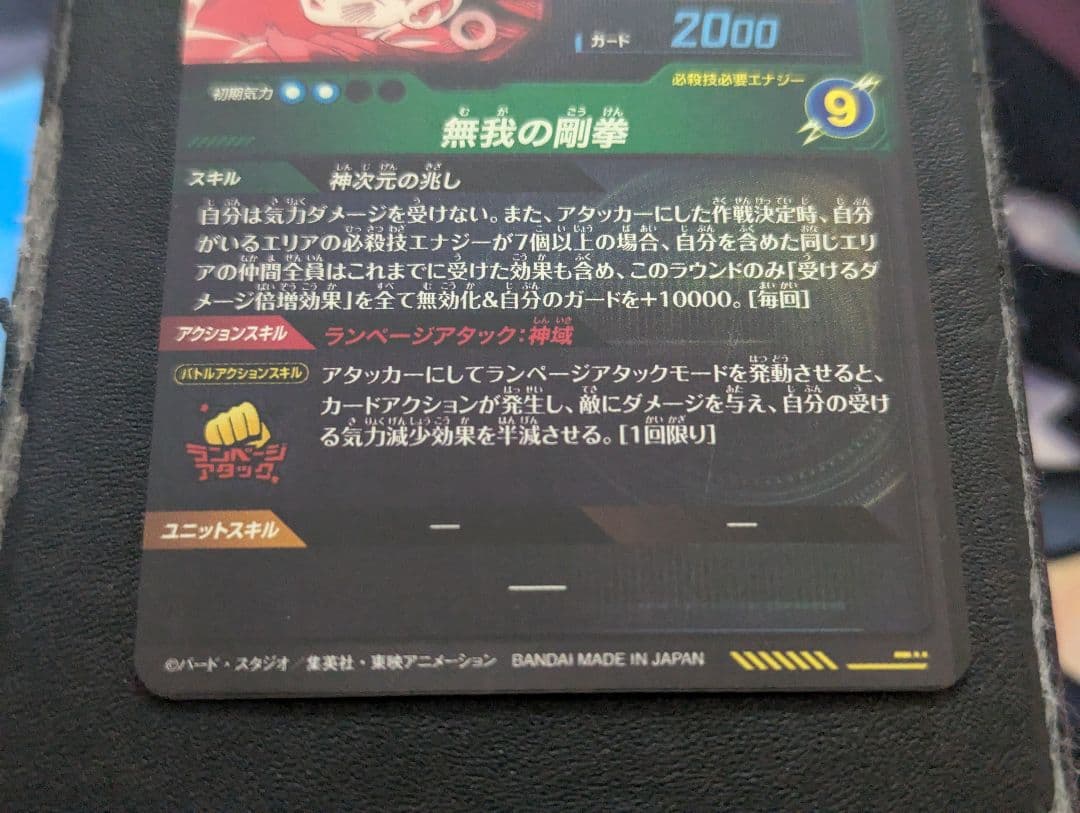 ガード 2000
必殺技必要エナジー
初期気力
9
無我の剛拳
スキル 神次元の兆し
自分は気力ダメージを受けない。また、アタッカーにした作戦決定時、自分
がいるエリアの必殺技エナジーが7個以上の場合、自分を含めた同じエリ
アの仲間全員はこれまでに受けた効果も含め、このラウンドのみ「受けるダ
メージ倍増効果」を全て無効化&自分のガードを+10000。[毎回]
アクションスキル ランページアタック:神域
バトルアクションスキル
アタッカーにしてランページアタックモードを発動させると、
カードアクションが発生し、敵にダメージを与え、自分の受け
る気力減少効果を半減させる。[1回限り]
ランページ
アタック
ユニットスキル — —
—
©バード・スタジオ/集英社・東映アニメーション BANDAI MADE IN JAPAN